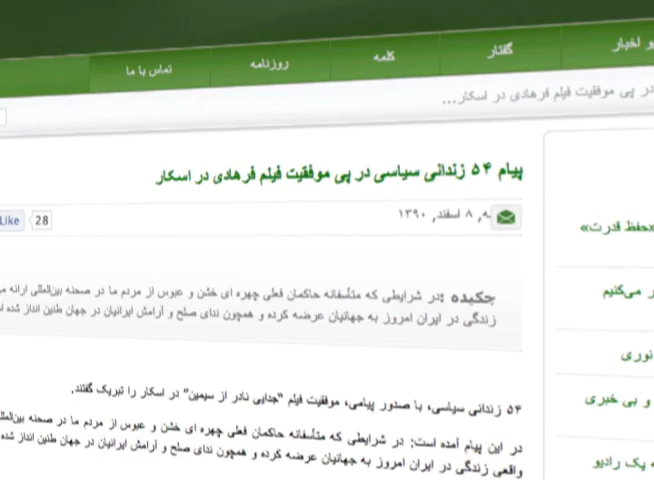 و اخبار
گفتار
کلمه
روزنامه
تماس با ما
در پی موفقیت فیلم فرهادی در اسکار...
پیام ۵۴ زندانی سیاسی در پی موفقیت فیلم فرهادی در اسکار
۸ اسفند, ۱۳۹۰
Like 28
چکیده :در شرایطی که متأسفانه حاکمان فعلی چهره ای خشن و عبوس از مردم ما در صحنه بین‌المللی ارائه
زندگی در ایران امروز به جهانیان عرضه کرده و همچون ندای صلح و آرامش ایرانیان در جهان طنین انداز شده
۵۴ زندانی سیاسی، با صدور پیامی، موفقیت فیلم "جدایی نادر از سیمین" در اسکار را تبریک گفتند.
در این پیام آمده است: در شرایطی که متأسفانه حاکمان فعلی چهره ای خشن و عبوس از مردم ما در صحنه
واقعی زندگی در ایران امروز به جهانیان عرضه کرده و همچون ندای صلح و آرامش ایرانیان در جهان طنین انداز شده
«حفظ قدرت»
می‌کنیم
نوری
و بی خبری
یک رادیو